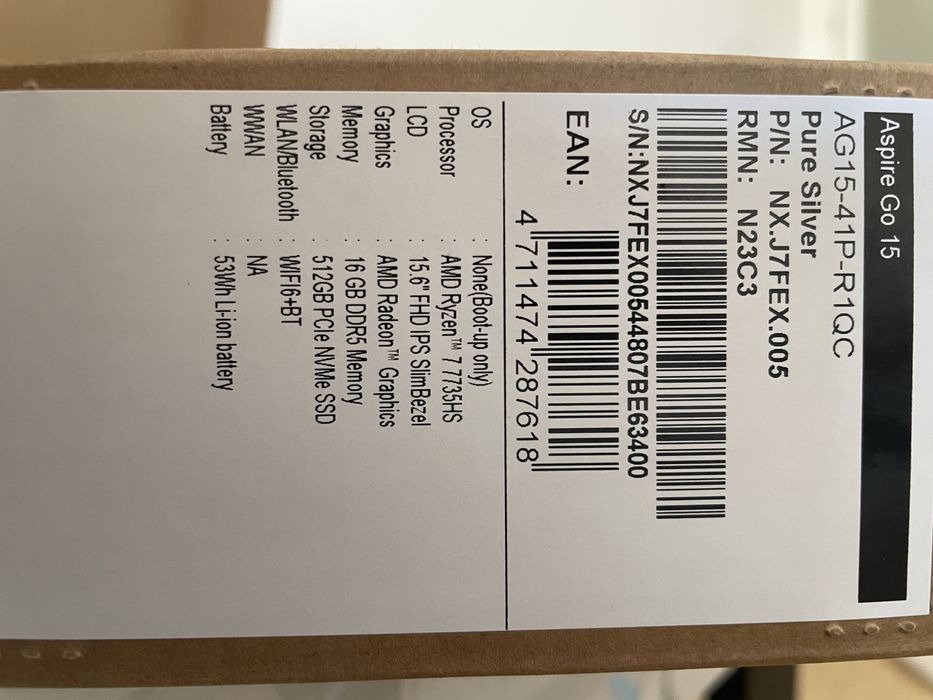 Aspire Go 15
AG15-41P-R1QC
Pure Silver
P/N: NX.J7FEX.005
RMN: N23C3
S/N:NXJ7FEX00544807BE63400
EAN:
4 711474 287618
OS : None(Boot-up only)
Processor : AMD Ryzen™ 7 7735HS
LCD : 15.6" FHD IPS SlimBezel
Graphics : AMD Radeon™ Graphics
Memory : 16 GB DDR5 Memory
Storage : 512GB PCIe NVMe SSD
WLAN/Bluetooth : WIFI6+BT
WWAN : NA
Battery : 53Wh Li-ion battery